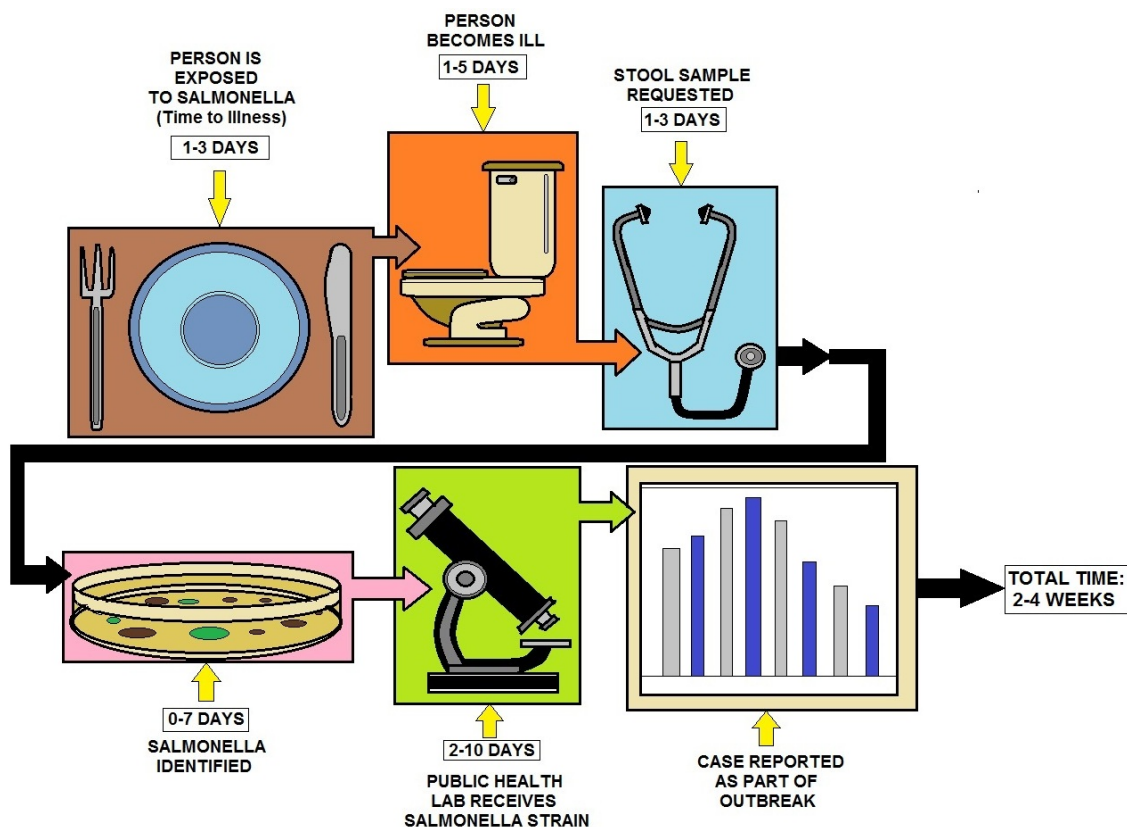 PERSON IS
EXPOSED
TO SALMONELLA
(Time to Illness)
1-3 DAYS
PERSON
BECOMES ILL
1-5 DAYS
STOOL SAMPLE
REQUESTED
1-3 DAYS
0-7 DAYS
SALMONELLA
IDENTIFIED
2-10 DAYS
PUBLIC HEALTH
LAB RECEIVES
SALMONELLA STRAIN
CASE REPORTED
AS PART OF
OUTBREAK
TOTAL TIME:
2-4 WEEKS